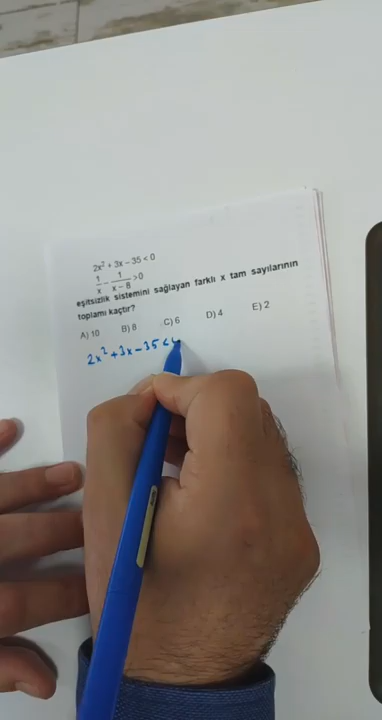 2x² + 3x − 35 < 0
1/x − 1/(x − 8) > 0
eşitsizlik sistemini sağlayan farklı x tam sayılarının
toplamı kaçtır?
A) 10 B) 8 C) 6 D) 4 E) 2
2x² + 3x − 35 <